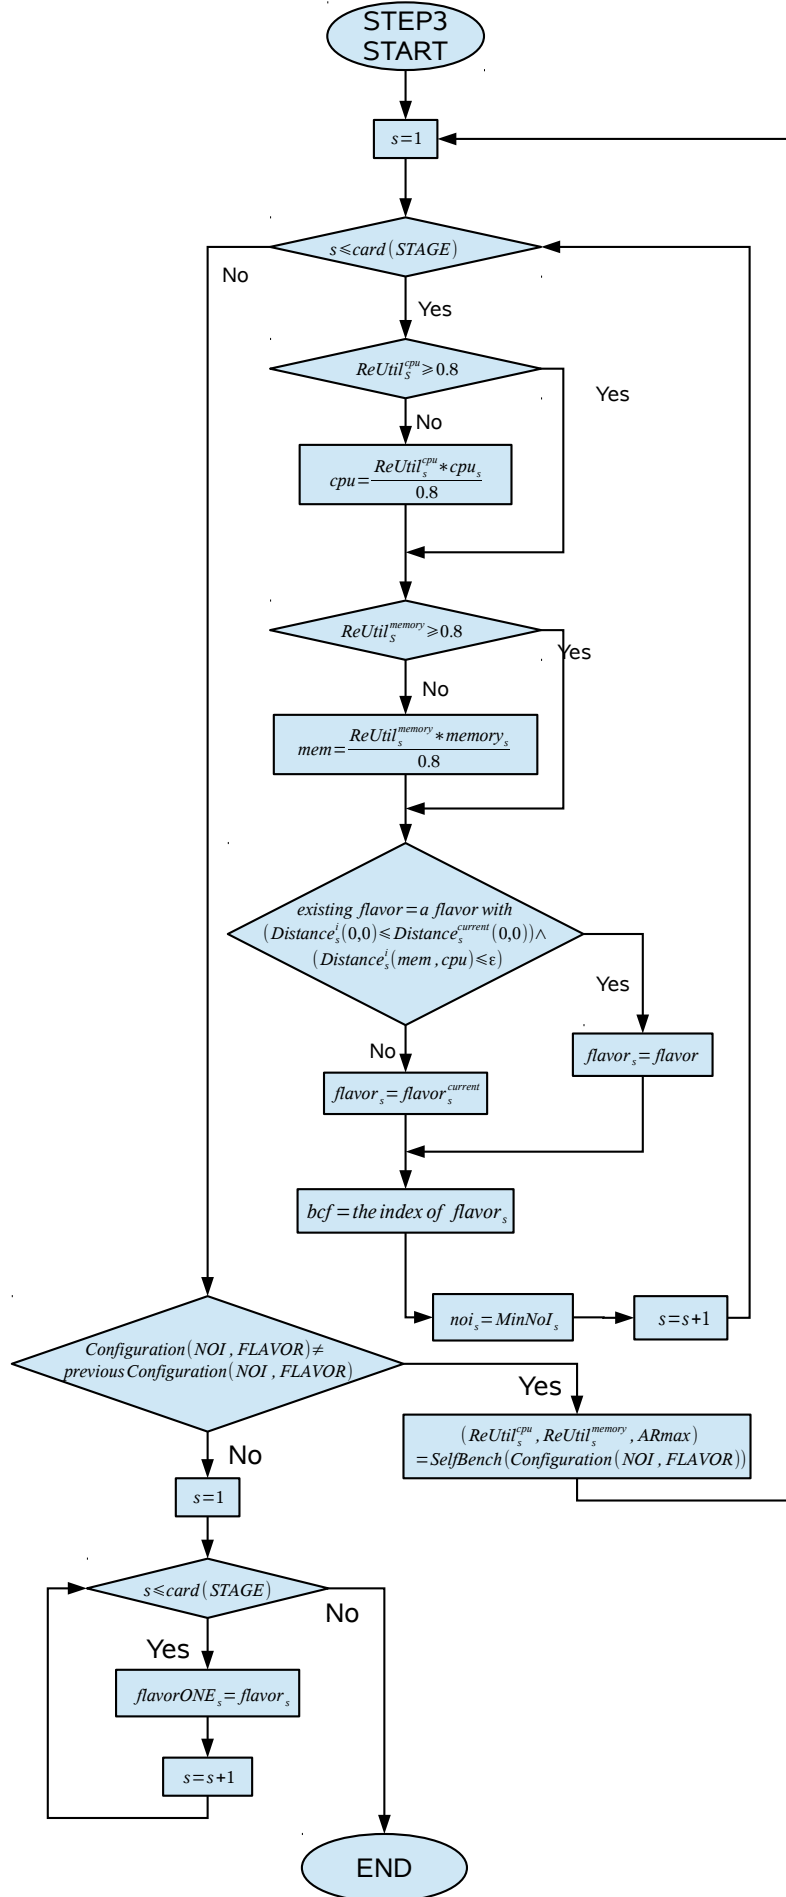 STEP3
START
s=1
s≤card(STAGE)
No
Yes
ReUtil_s^cpu ≥0.8
Yes
No
cpu=ReUtil_s^cpu*cpu_s/0.8
ReUtil_s^memory ≥0.8
Yes
No
mem=ReUtil_s^memory*memory_s/0.8
existing flavor=a flavor with
(Distance_s^i(0,0)≤Distance_s^current(0,0))∧
(Distance_s^i(mem,cpu)≤ε)
Yes
No
flavor_s=flavor
flavor_s=flavor_s^current
bcf=the index of flavor_s
noi_s=MinNoI_s
s=s+1
Configuration(NOI,FLAVOR)≠
previous Configuration(NOI,FLAVOR)
Yes
(ReUtil_s^cpu,ReUtil_s^memory,ARmax)
=SelfBench(Configuration(NOI,FLAVOR))
No
s=1
s≤card(STAGE)
No
Yes
flavorONE_s=flavor_s
s=s+1
END